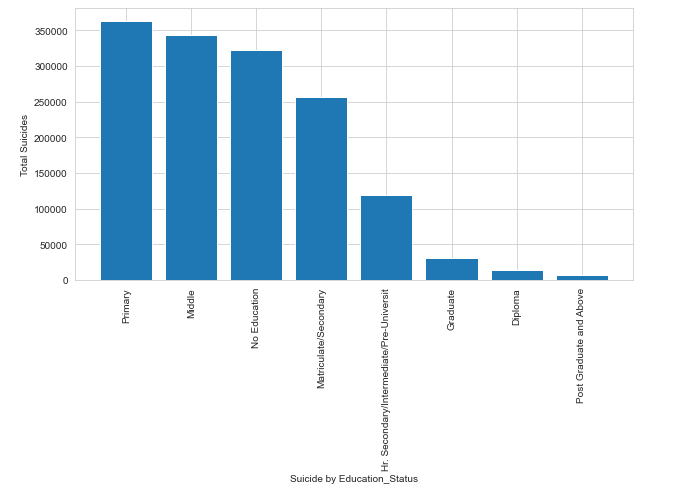 Total Suicides
350000
300000
250000
200000
150000
100000
50000
0
Primary
Middle
No Education
Matriculate/Secondary
Hr. Secondary/Intermediate/Pre-Universit
Graduate
Diploma
Post Graduate and Above
Suicide by Education_Status